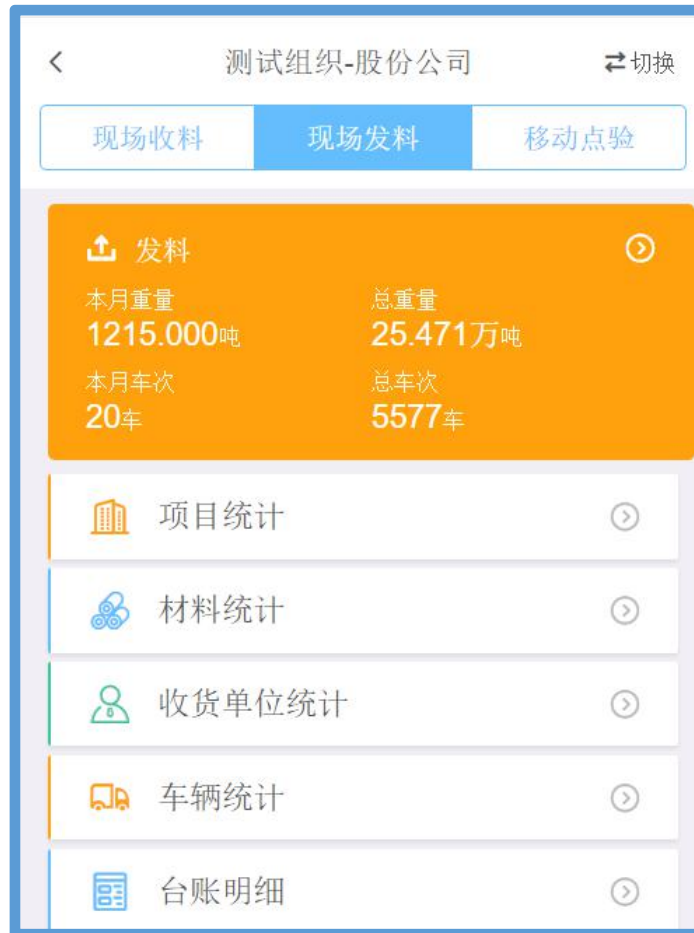 测试组织-股份公司 切换
现场收料 现场发料 移动点验
发料
本月重量 总重量
1215.000吨 25.471万吨
本月车次 总车次
20车 5577车
项目统计
材料统计
收货单位统计
车辆统计
台账明细